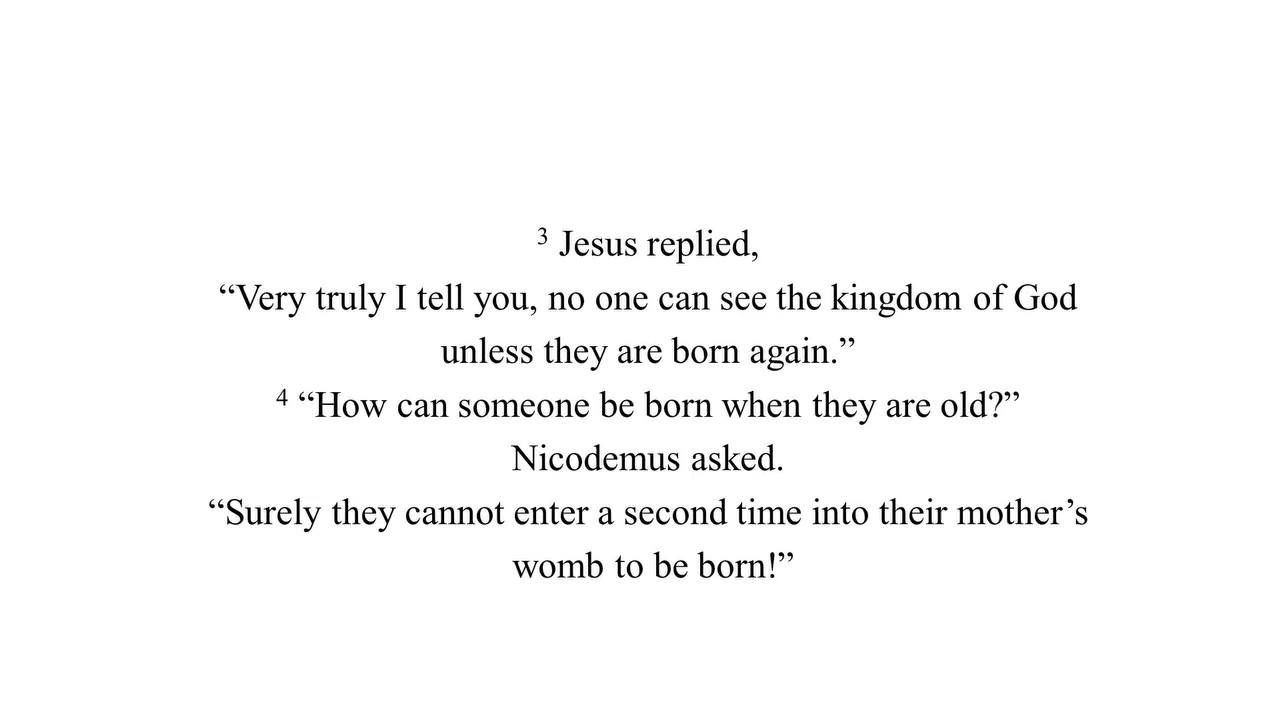 ³ Jesus replied,
“Very truly I tell you, no one can see the kingdom of God
unless they are born again.”
⁴ “How can someone be born when they are old?”
Nicodemus asked.
“Surely they cannot enter a second time into their mother’s
womb to be born!”